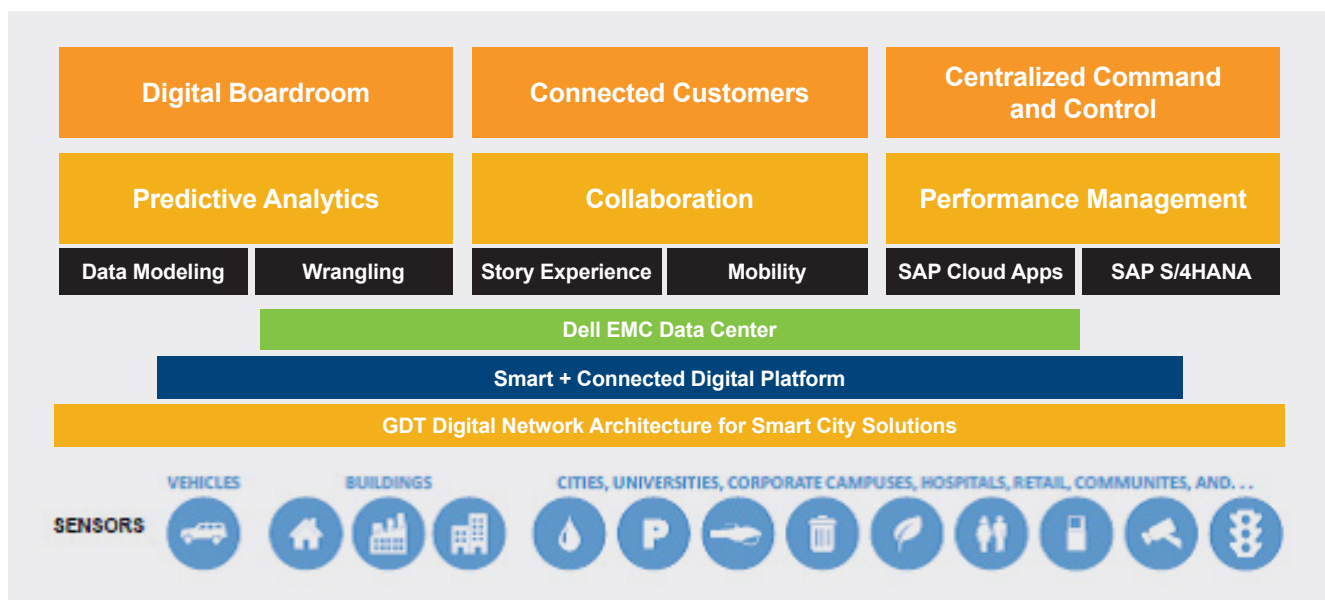 Digital Boardroom
Connected Customers
Centralized Command
and Control
Predictive Analytics
Collaboration
Performance Management
Data Modeling
Wrangling
Story Experience
Mobility
SAP Cloud Apps
SAP S/4HANA
Dell EMC Data Center
Smart + Connected Digital Platform
GDT Digital Network Architecture for Smart City Solutions
VEHICLES
BUILDINGS
CITIES, UNIVERSITIES, CORPORATE CAMPUSES, HOSPITALS, RETAIL, COMMUNITES, AND. . .
SENSORS
P